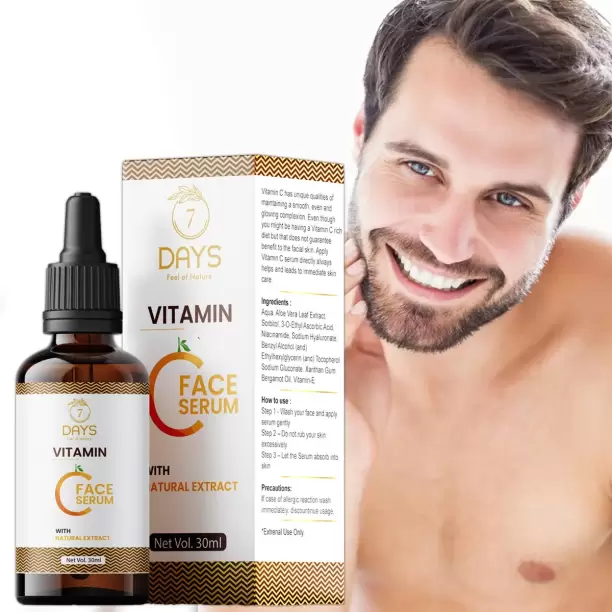 7
DAYS
Feel of Nature
VITAMIN
C FACE
SERUM
WITH
NATURAL EXTRACT
Net Vol. 30ml
7
DAYS
Feel of Nature
VITAMIN
C FACE
SERUM
WITH
NATURAL EXTRACT
Net Vol. 30ml
Vitamin C has unique qualities of
maintaining a smooth, even and
glowing complexion. Even though
you might be having a Vitamin C rich
diet but that does not guarantee
benefit to the facial skin. Apply
Vitamin C serum directly always
helps and leads to immediate skin
care
Ingredients :
Aqua, Aloe Vera Leaf Extract,
Sorbitol, 3-O-Ethyl Ascorbic Acid,
Niacinamide, Sodium Hyaluronate,
Benzyl Alcohol (and)
Ethylhexylglycerin (and) Tocopherol
Sodium Gluconate, Xanthan Gum
Bergamot Oil, Vitamin-E
How to use :
Step 1 - Wash your face and apply
serum gently
Step 2 – Do not rub your skin
excessively
Step 3 – Let the Serum absorb into
skin
Precautions:
If case of allergic reaction wash
immediately, discountinue usage.
*Extrenal Use Only.